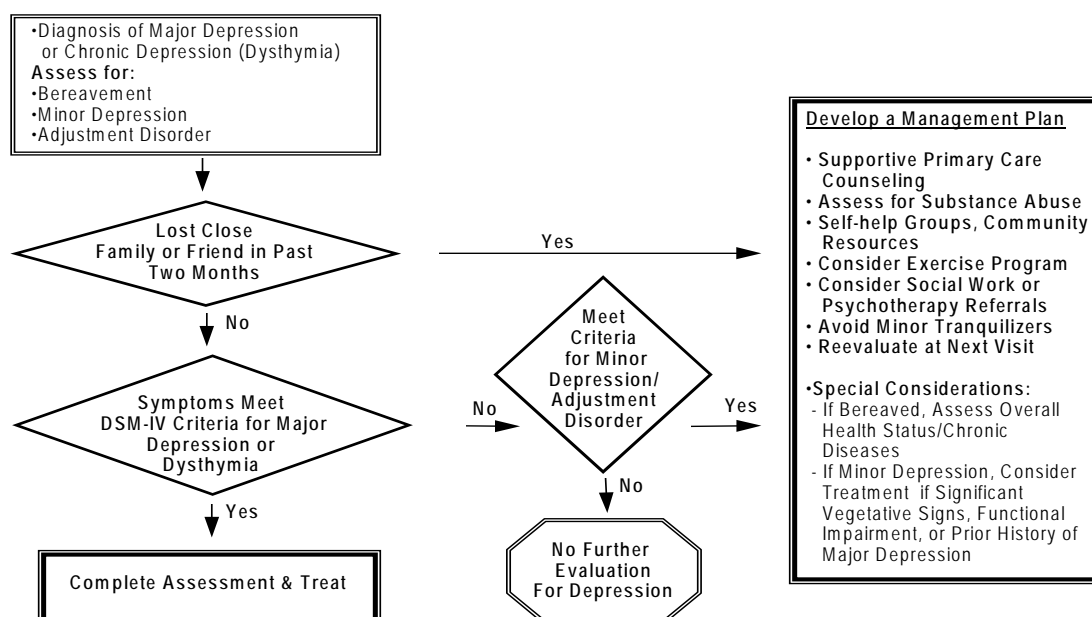 •Diagnosis of Major Depression
or Chronic Depression (Dysthymia)
Assess for:
•Bereavement
•Minor Depression
•Adjustment Disorder
Lost Close
Family or Friend in Past
Two Months
Yes
No
Symptoms Meet
DSM-IV Criteria for Major
Depression or
Dysthymia
No
Yes
Complete Assessment & Treat
Meet
Criteria
for Minor
Depression/
Adjustment
Disorder
Yes
No
No Further
Evaluation
For Depression
Develop a Management Plan
• Supportive Primary Care
Counseling
• Assess for Substance Abuse
• Self-help Groups, Community
Resources
• Consider Exercise Program
• Consider Social Work or
Psychotherapy Referrals
• Avoid Minor Tranquilizers
• Reevaluate at Next Visit
•Special Considerations:
- If Bereaved, Assess Overall
Health Status/Chronic
Diseases
- If Minor Depression, Consider
Treatment if Significant
Vegetative Signs, Functional
Impairment, or Prior History of
Major Depression